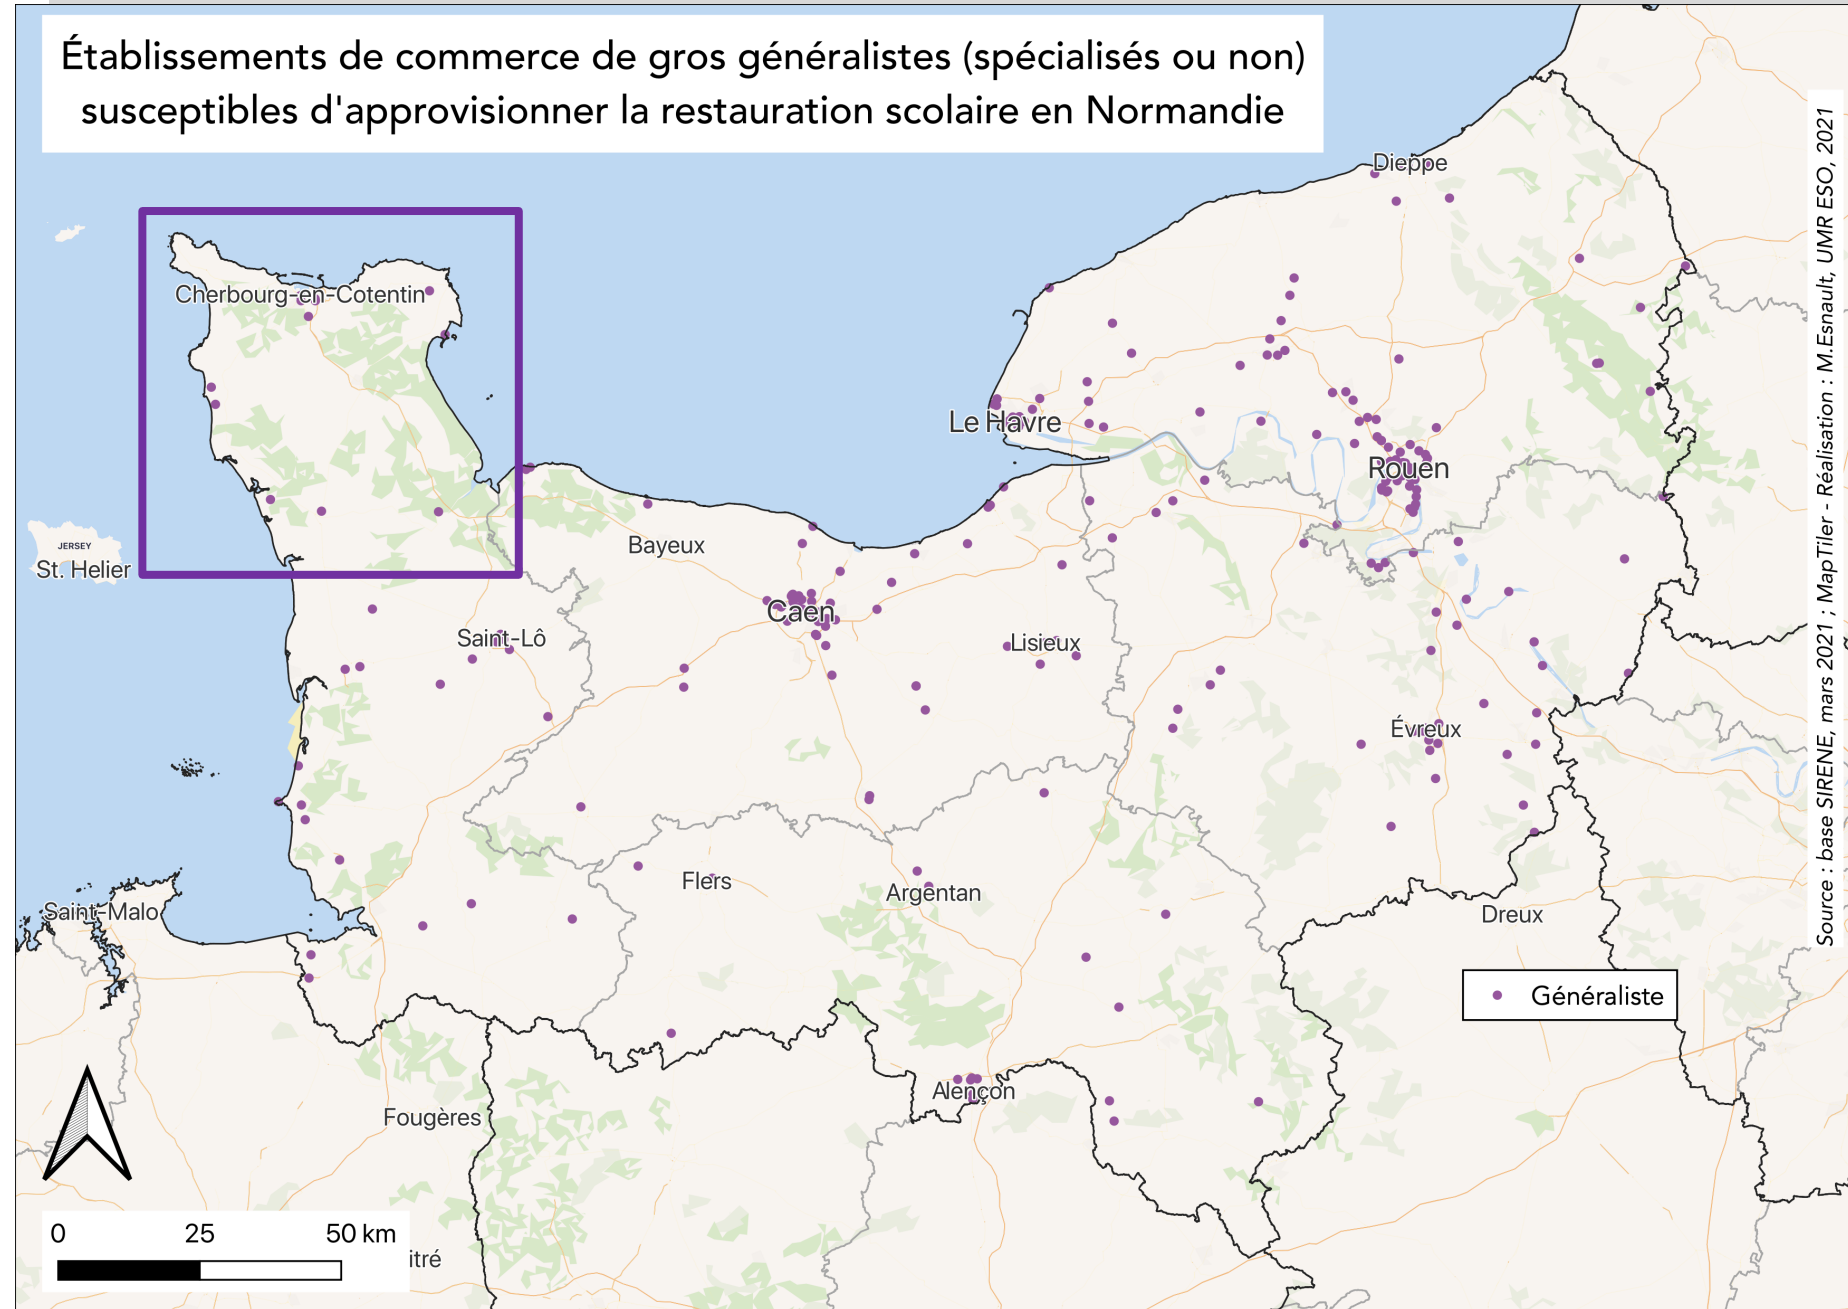 Établissements de commerce de gros généralistes (spécialisés ou non)
susceptibles d'approvisionner la restauration scolaire en Normandie
Dieppe
Cherbourg-en-Cotentin
Le Havre
Rouen
JERSEY
St. Helier
Bayeux
Caen
Saint-Lô
Lisieux
Évreux
Flers
Argentan
Saint-Malo
Dreux
Généraliste
Alençon
Fougères
0 25 50 km
itré
Source : base SIRENE, mars 2021 ; MapTiler - Réalisation : M.Esnault, UMR ESO, 2021